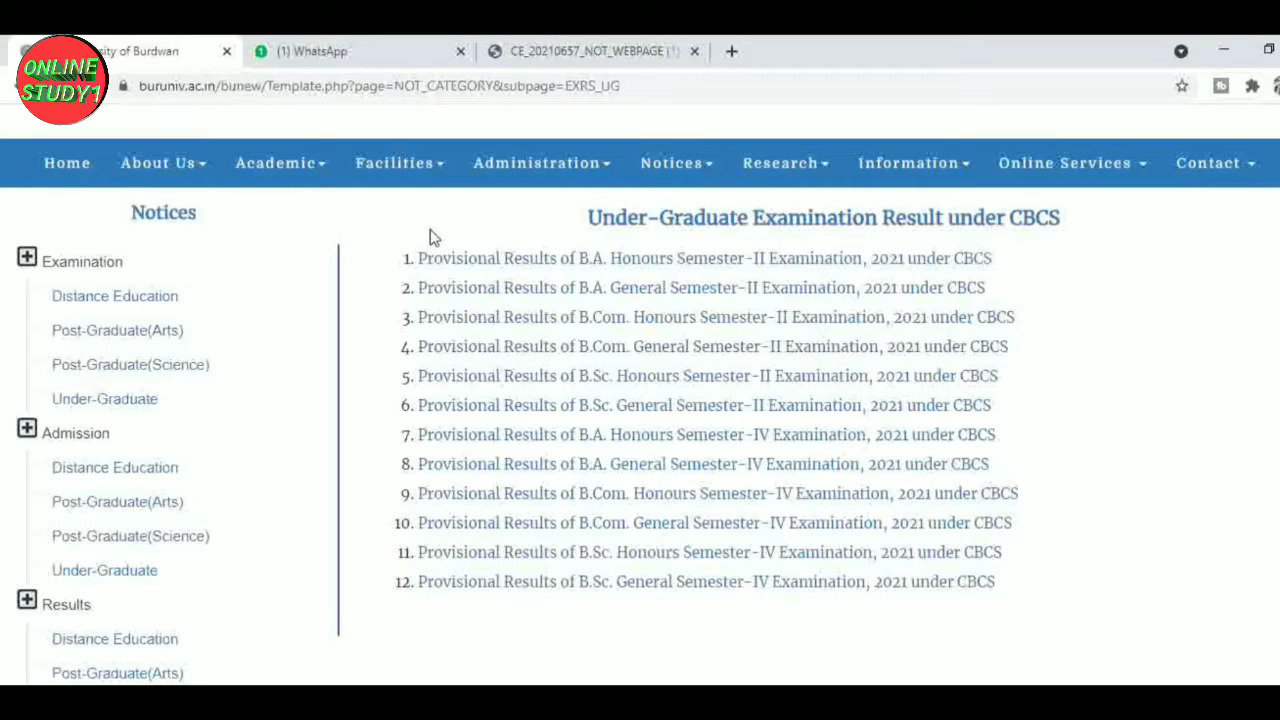 ONLINE
STUDY1
sity of Burdwan
(1) WhatsApp
CE_20210657_NOT_WEBPAGE (
buruniv.ac.in/bunew/Template.php?page=NOT_CATEGORY&subpage=EXRS_UG
Home About Us Academic Facilities Administration Notices Research Information Online Services Contact
Notices
Examination
Distance Education
Post-Graduate(Arts)
Post-Graduate(Science)
Under-Graduate
Admission
Distance Education
Post-Graduate(Arts)
Post-Graduate(Science)
Under-Graduate
Results
Distance Education
Post-Graduate(Arts)
Under-Graduate Examination Result under CBCS
1. Provisional Results of B.A. Honours Semester-II Examination, 2021 under CBCS
2. Provisional Results of B.A. General Semester-II Examination, 2021 under CBCS
3. Provisional Results of B.Com. Honours Semester-II Examination, 2021 under CBCS
4. Provisional Results of B.Com. General Semester-II Examination, 2021 under CBCS
5. Provisional Results of B.Sc. Honours Semester-II Examination, 2021 under CBCS
6. Provisional Results of B.Sc. General Semester-II Examination, 2021 under CBCS
7. Provisional Results of B.A. Honours Semester-IV Examination, 2021 under CBCS
8. Provisional Results of B.A. General Semester-IV Examination, 2021 under CBCS
9. Provisional Results of B.Com. Honours Semester-IV Examination, 2021 under CBCS
10. Provisional Results of B.Com. General Semester-IV Examination, 2021 under CBCS
11. Provisional Results of B.Sc. Honours Semester-IV Examination, 2021 under CBCS
12. Provisional Results of B.Sc. General Semester-IV Examination, 2021 under CBCS